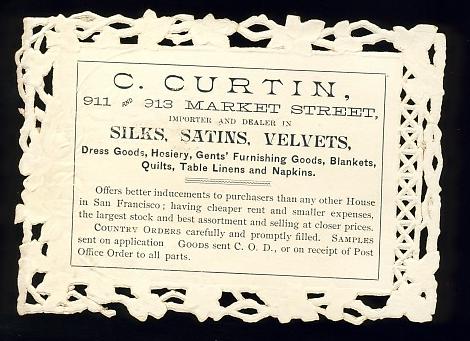 C. CURTIN,
911 AND 913 MARKET STREET,
IMPORTER AND DEALER IN
SILKS, SATINS, VELVETS,
Dress Goods, Hosiery, Gents' Furnishing Goods, Blankets,
Quilts, Table Linens and Napkins.
Offers better inducements to purchasers than any other House
in San Francisco; having cheaper rent and smaller expenses,
the largest stock and best assortment and selling at closer prices.
COUNTRY ORDERS carefully and promptly filled. SAMPLES
sent on application GOODS sent C. O. D., or on receipt of Post
Office Order to all parts.